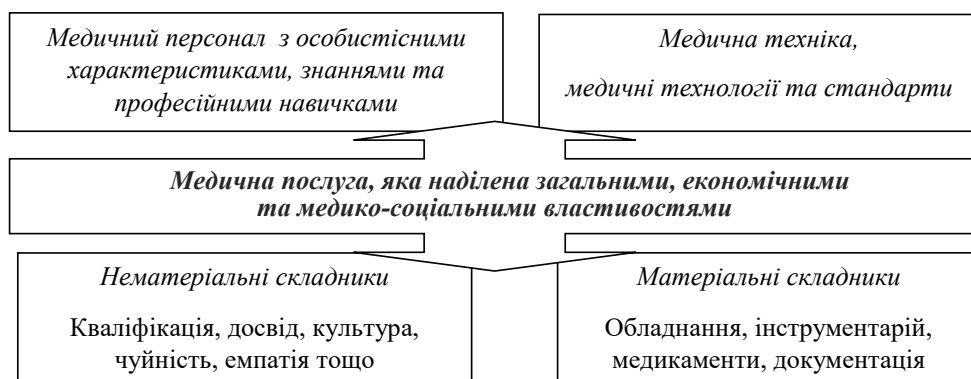 Медичний персонал з особистісними
характеристиками, знаннями та
професійними навичками
Медична техніка,
медичні технології та стандарти
Медична послуга, яка наділена загальними, економічними
та медико-соціальними властивостями
Нематеріальні складники
Кваліфікація, досвід, культура,
чуйність, емпатія тощо
Матеріальні складники
Обладнання, інструментарій,
медикаменти, документація